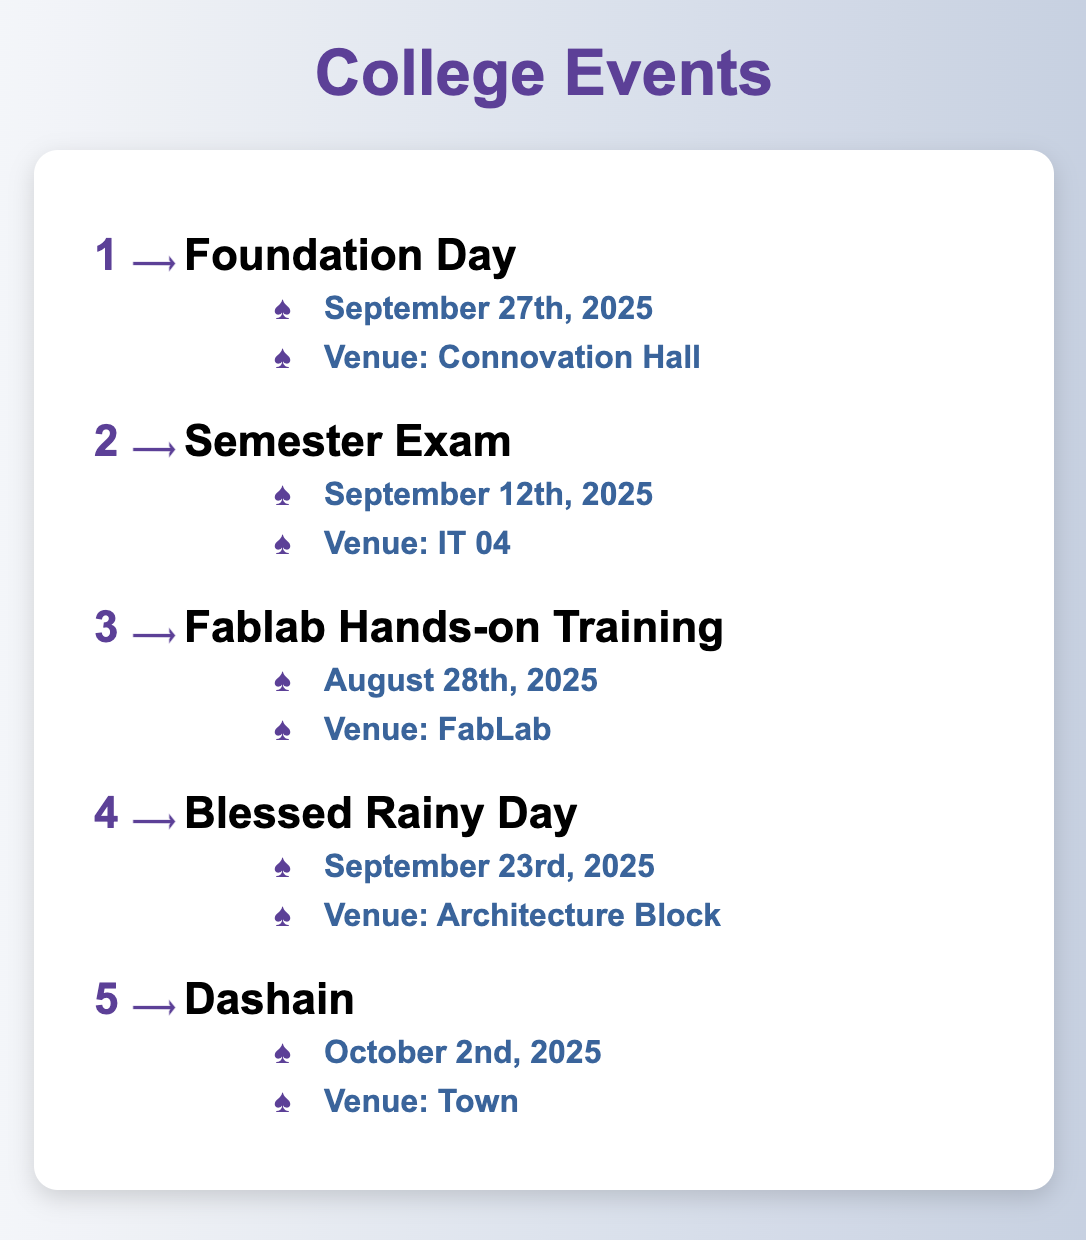 College Events
1 ⟶ Foundation Day
♠ September 27th, 2025
♠ Venue: Connovation Hall
2 ⟶ Semester Exam
♠ September 12th, 2025
♠ Venue: IT 04
3 ⟶ Fablab Hands-on Training
♠ August 28th, 2025
♠ Venue: FabLab
4 ⟶ Blessed Rainy Day
♠ September 23rd, 2025
♠ Venue: Architecture Block
5 ⟶ Dashain
♠ October 2nd, 2025
♠ Venue: Town